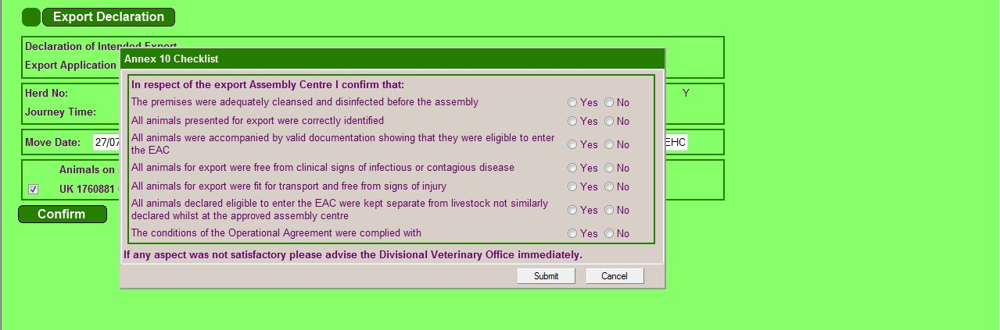 Export Declaration
Declaration of Intended Export
Export Application
Annex 10 Checklist
In respect of the export Assembly Centre I confirm that:
Herd No:
Y
The premises were adequately cleansed and disinfected before the assembly Yes No
Journey Time:
All animals presented for export were correctly identified Yes No
All animals were accompanied by valid documentation showing that they were eligible to enter
the EAC Yes No
Move Date: 27/07
EHC
All animals for export were free from clinical signs of infectious or contagious disease Yes No
Animals on
All animals for export were fit for transport and free from signs of injury Yes No
UK 1760881
All animals declared eligible to enter the EAC were kept separate from livestock not similarly
declared whilst at the approved assembly centre Yes No
Confirm
The conditions of the Operational Agreement were complied with Yes No
If any aspect was not satisfactory please advise the Divisional Veterinary Office immediately.
Submit Cancel